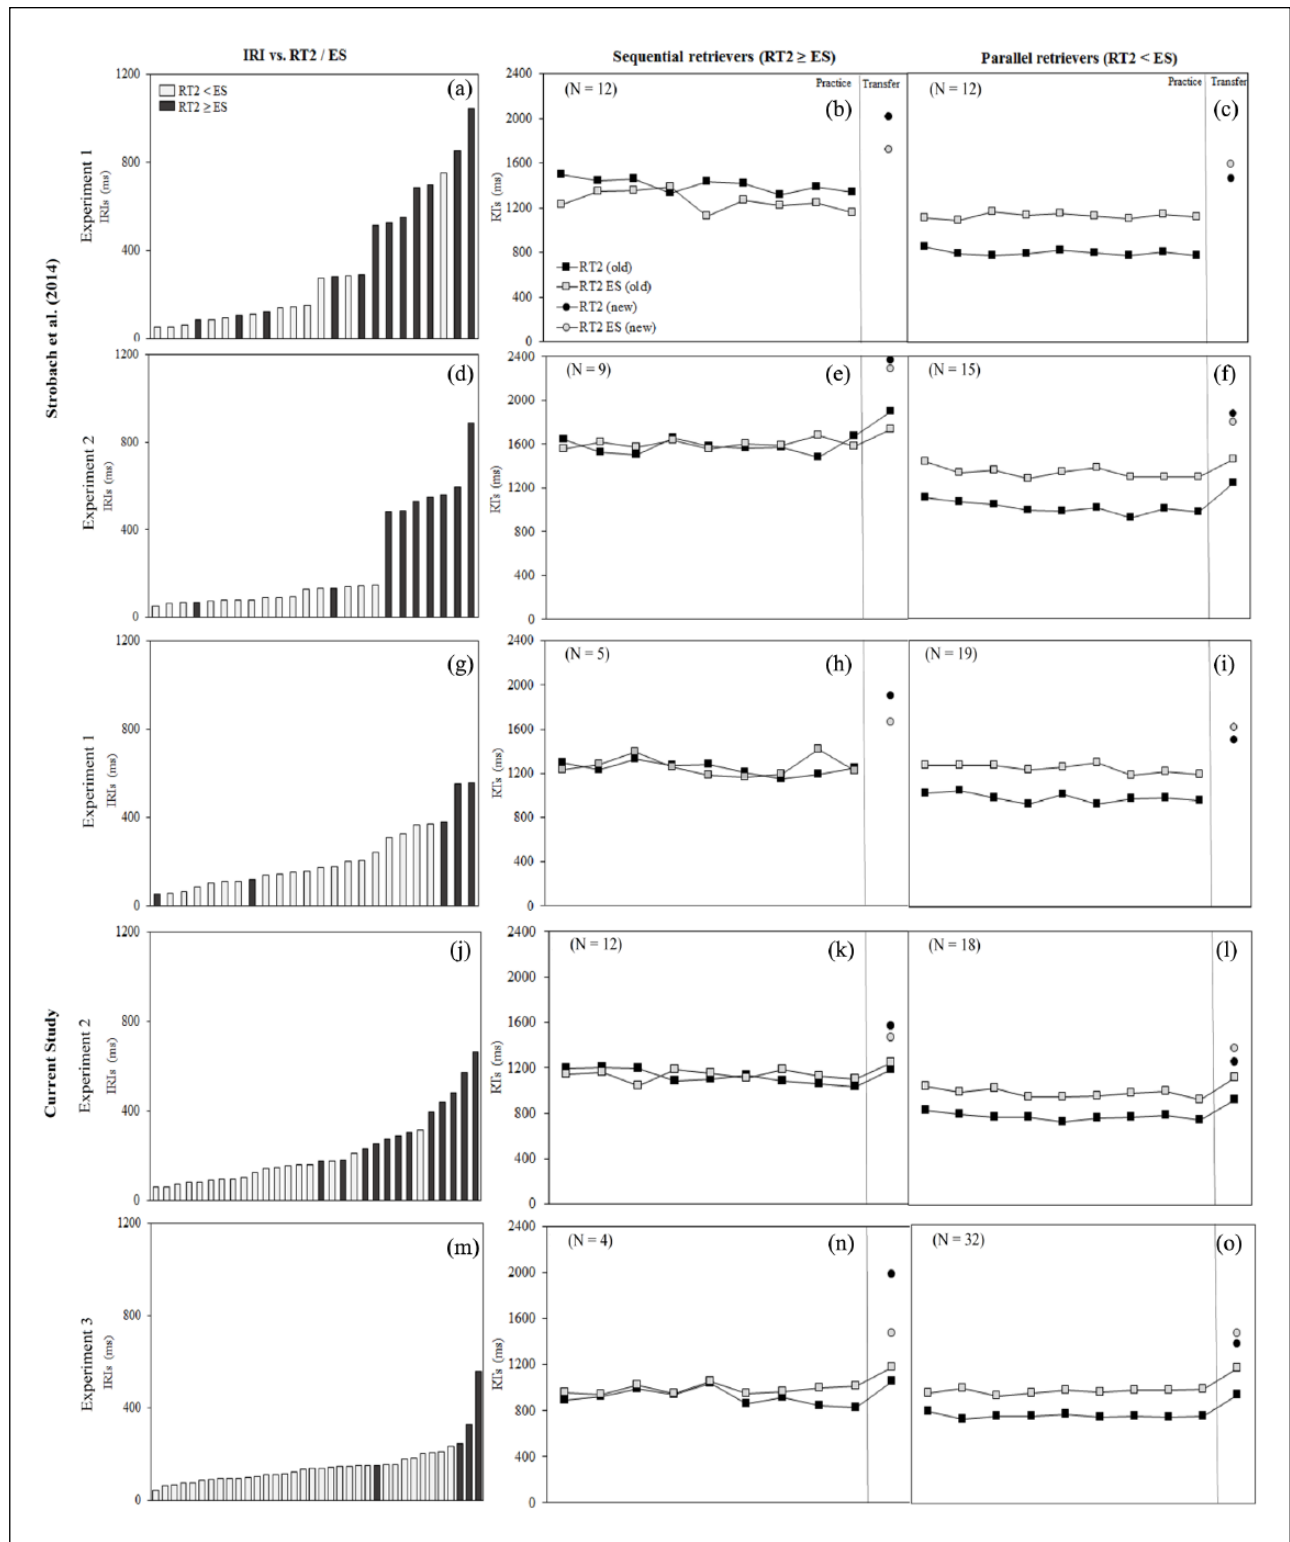 IRI vs. RT2 / ES
Sequential retrievers (RT2 ≥ ES)
Parallel retrievers (RT2 < ES)
Strobach et al. (2014)
Experiment 1
IRIs (ms)
1200
800
400
0
RT2 < ES
RT2 ≥ ES
(a)
RTs (ms)
2400
2000
1600
1200
800
400
0
(N = 12)
Practice
Transfer
(b)
RT2 (old)
RT2 ES (old)
RT2 (new)
RT2 ES (new)
(N = 12)
Practice
Transfer
(c)
Experiment 2
IRIs (ms)
1200
800
400
0
(d)
RTs (ms)
2400
2000
1600
1200
800
400
0
(N = 9)
(e)
(N = 15)
(f)
Current Study
Experiment 1
IRIs (ms)
1200
800
400
0
(g)
RTs (ms)
2400
2000
1600
1200
800
400
0
(N = 5)
(h)
(N = 19)
(i)
Experiment 2
IRIs (ms)
1200
800
400
0
(j)
RTs (ms)
2400
2000
1600
1200
800
400
0
(N = 12)
(k)
(N = 18)
(l)
Experiment 3
IRIs (ms)
1200
800
400
0
(m)
RTs (ms)
2400
2000
1600
1200
800
400
0
(N = 4)
(n)
(N = 32)
(o)